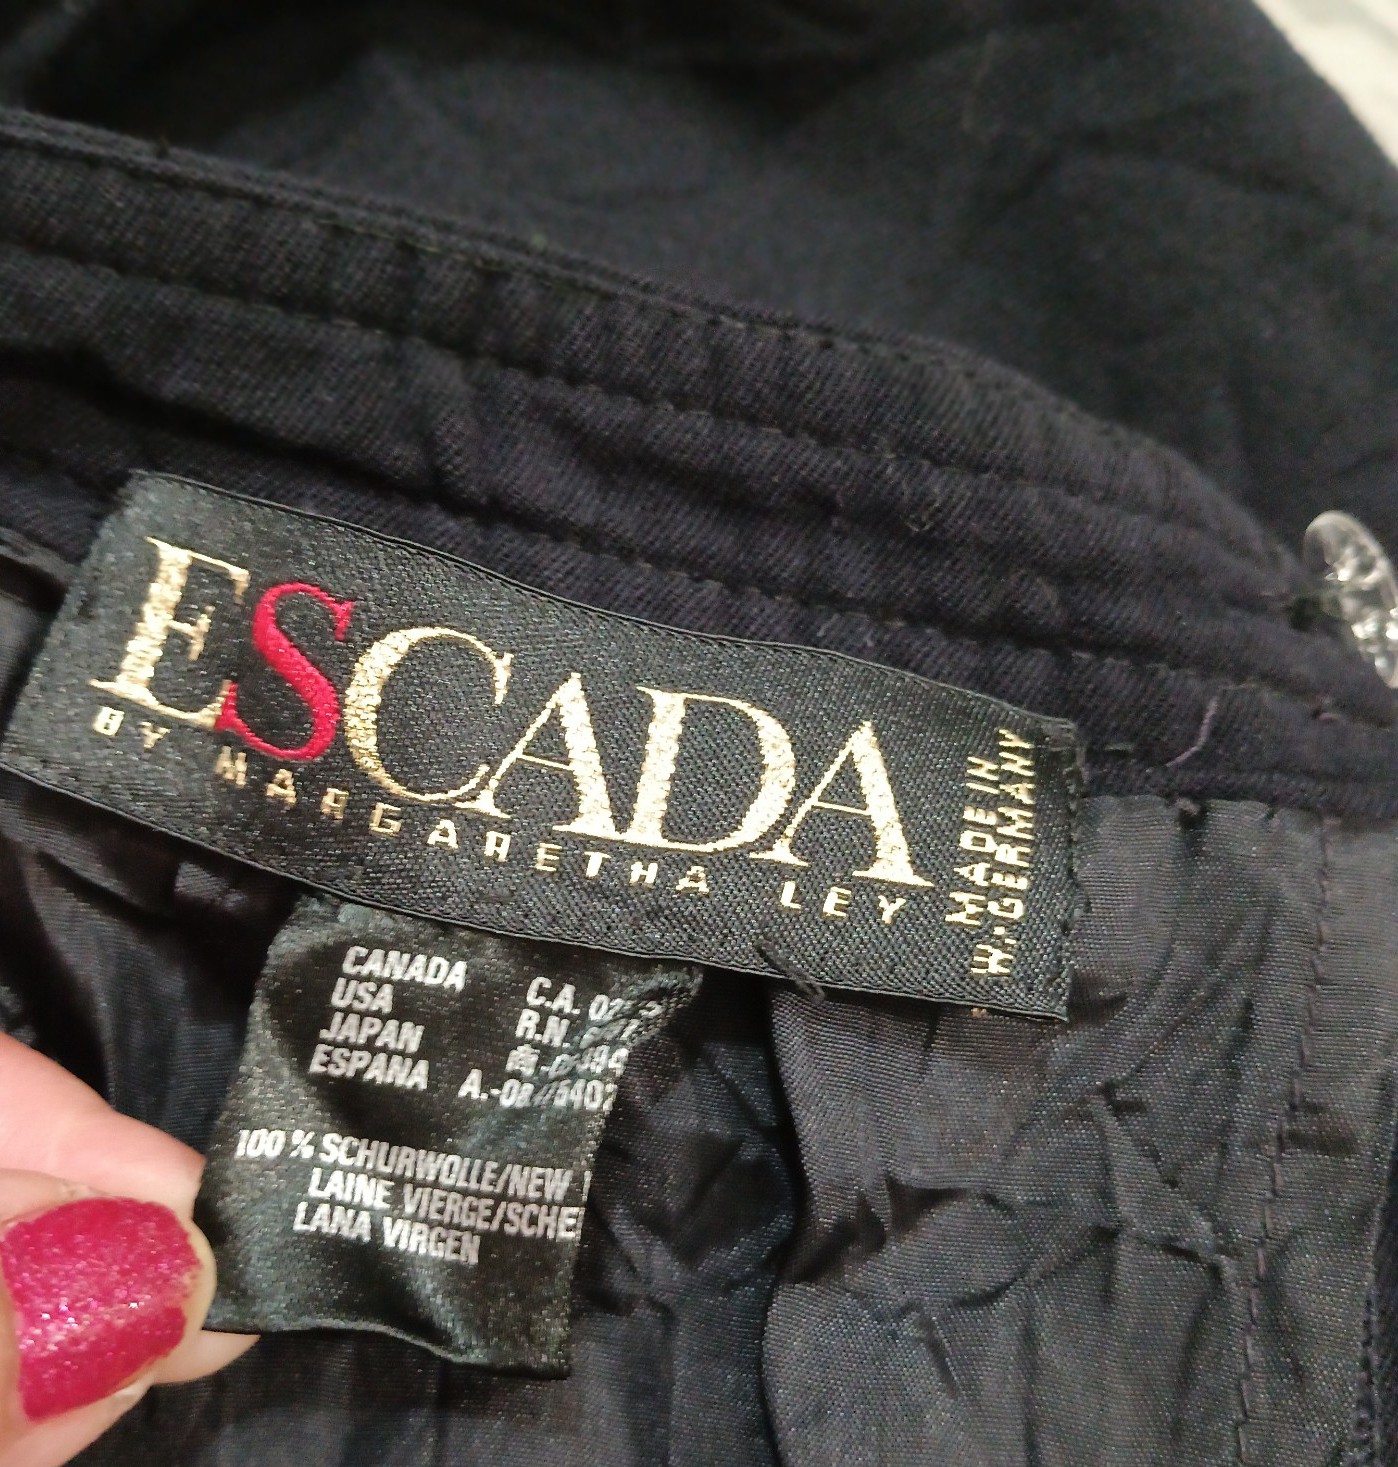 ESCADA
BY MARGARETHA LEY
MADE IN
W.-GERMANY
CANADA C.A.
USA R.N.
JAPAN
ESPANA
100 % SCHURWOLLE/NEW
LAINE VIERGE/SCHE
LANA VIRGEN